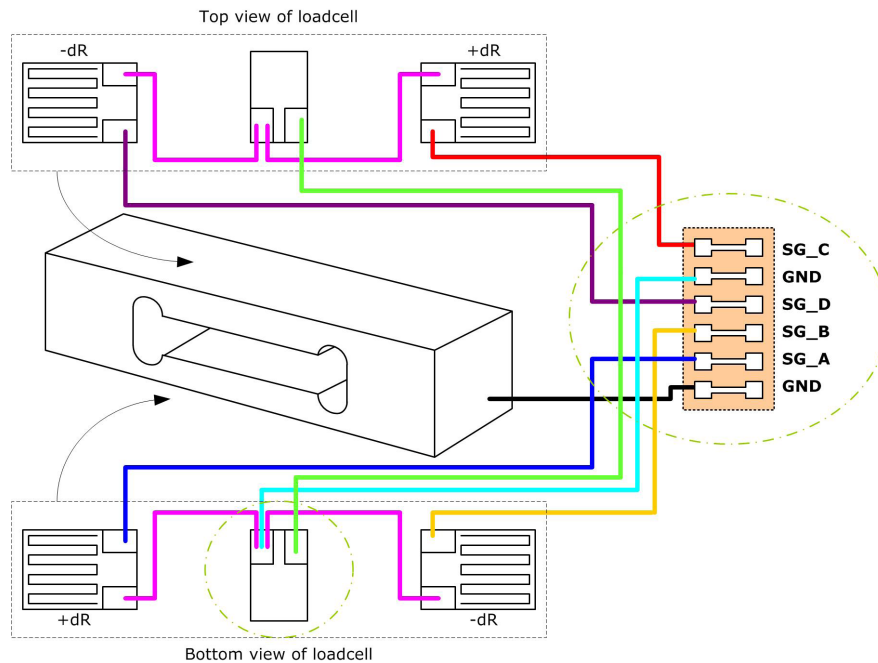 Top view of loadcell
-dR
+dR
SG_C
GND
SG_D
SG_B
SG_A
GND
+dR
-dR
Bottom view of loadcell